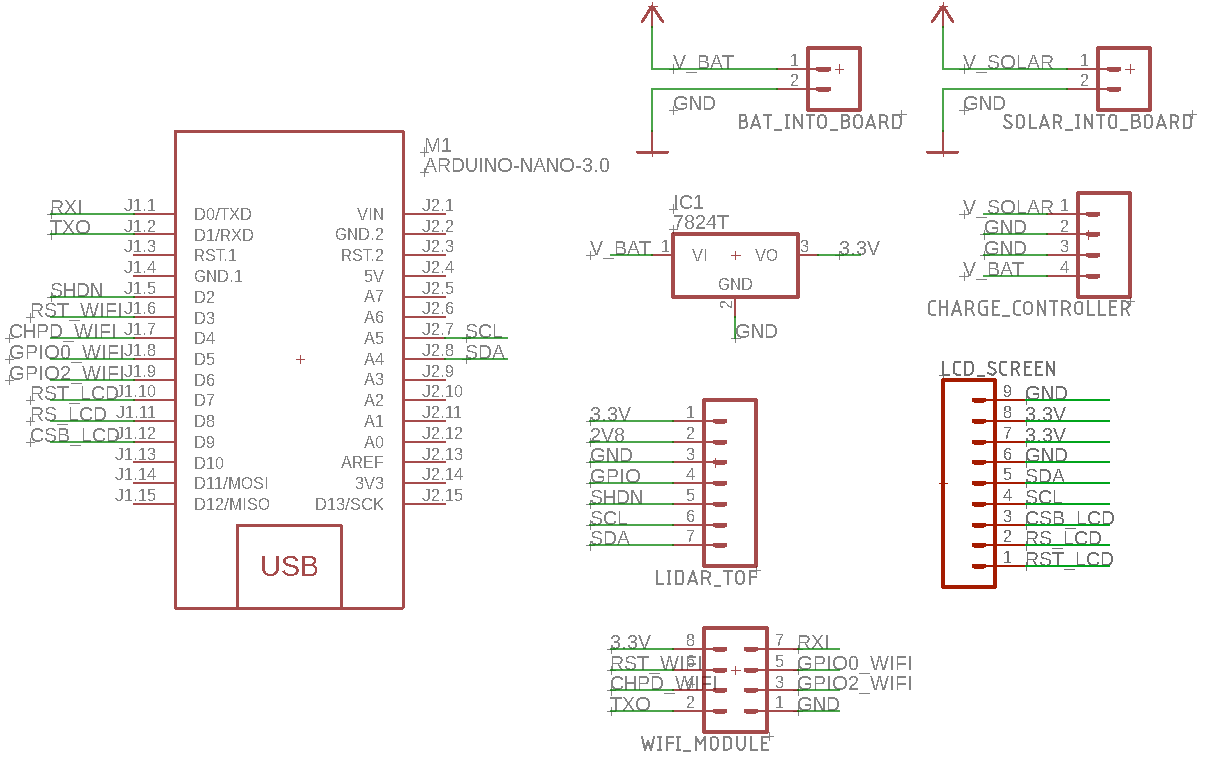 V_BAT 1
2
GND
BAT_INTO_BOARD
V_SOLAR 1
2
GND
SOLAR_INTO_BOARD
M1
ARDUINO-NANO-3.0
RXI J1.1 D0/TXD VIN J2.1
TXO J1.2 D1/RXD GND.2 J2.2
J1.3 RST.1 RST.2 J2.3
J1.4 GND.1 5V J2.4
SHDN J1.5 D2 A7 J2.5
RST_WIFI J1.6 D3 A6 J2.6
CHPD_WIFI J1.7 D4 A5 J2.7 SCL
GPIO0_WIFI J1.8 D5 A4 J2.8 SDA
GPIO2_WIFI J1.9 D6 A3 J2.9
RST_LCD J1.10 D7 A2 J2.10
RS_LCD J1.11 D8 A1 J2.11
CSB_LCD J1.12 D9 A0 J2.12
J1.13 D10 AREF J2.13
J1.14 D11/MOSI 3V3 J2.14
J1.15 D12/MISO D13/SCK J2.15
USB
IC1
7824T
V_BAT 1 VI VO 3 3.3V
GND
2
GND
V_SOLAR 1
GND 2
GND 3
V_BAT 4
CHARGE_CONTROLLER
3.3V 1
2V8 2
GND 3
GPIO 4
SHDN 5
SCL 6
SDA 7
LIDAR_TOF
LCD_SCREEN
9 GND
8 3.3V
7 3.3V
6 GND
5 SDA
4 SCL
3 CSB_LCD
2 RS_LCD
1 RST_LCD
3.3V 8 7 RXI
RST_WIFI 6 5 GPIO0_WIFI
CHPD_WIFI 4 3 GPIO2_WIFI
TXO 2 1 GND
WIFI_MODULE